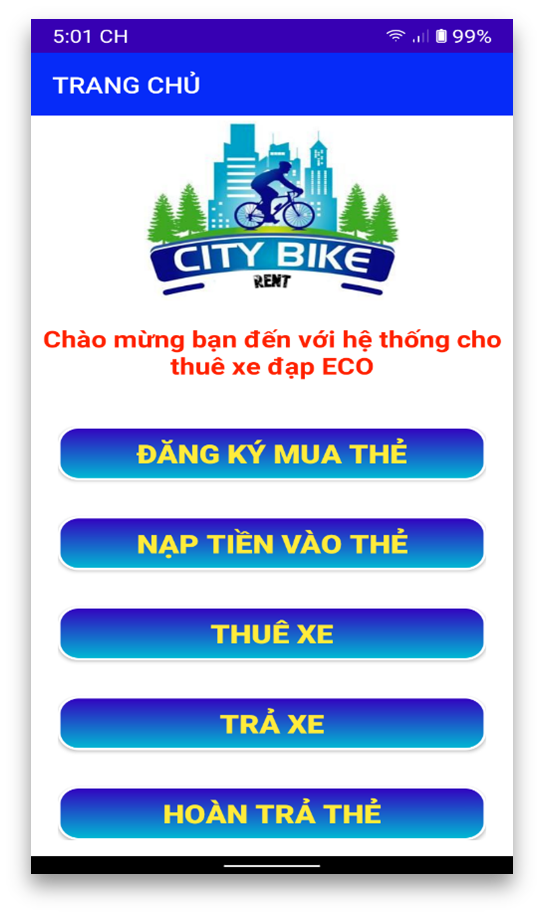 5:01 CH
99%
TRANG CHỦ
CITY BIKE
RENT
Chào mừng bạn đến với hệ thống cho
thuê xe đạp ECO
ĐĂNG KÝ MUA THẺ
NẠP TIỀN VÀO THẺ
THUÊ XE
TRẢ XE
HOÀN TRẢ THẺ